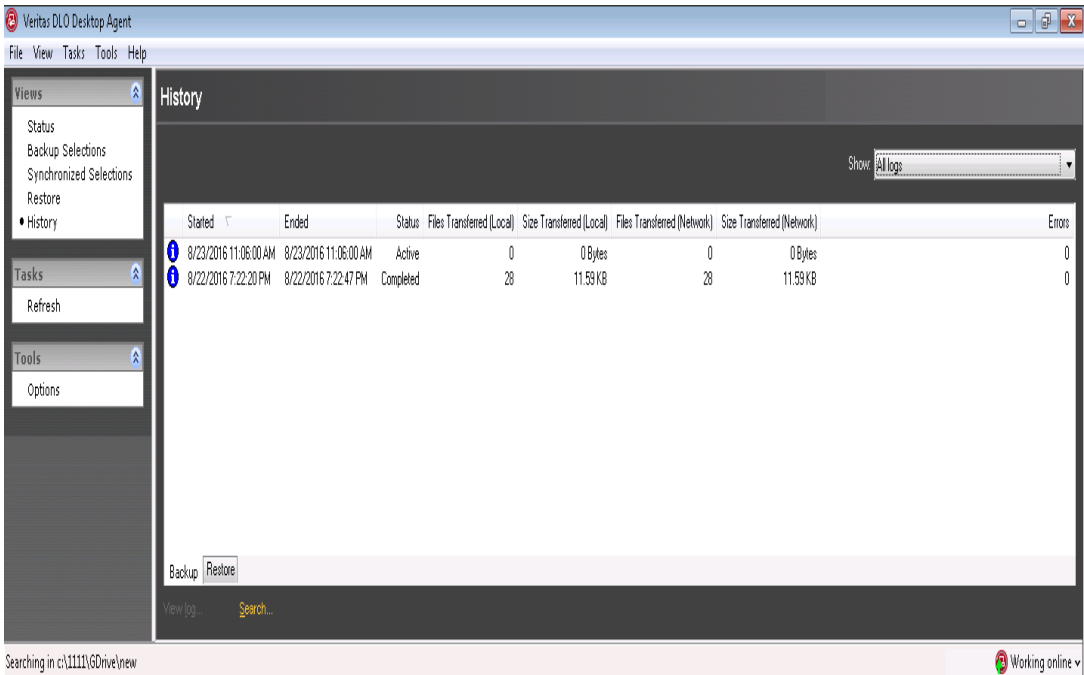 Veritas DLO Desktop Agent
File View Tasks Tools Help
Views
Status
Backup Selections
Synchronized Selections
Restore
History
Tasks
Refresh
Tools
Options
History
Show: All logs
Started Ended Status Files Transferred (Local) Size Transferred (Local) Files Transferred (Network) Size Transferred (Network) Errors
8/23/2016 11:06:00 AM 8/23/2016 11:06:00 AM Active 0 0 Bytes 0 0 Bytes 0
8/22/2016 7:22:20 PM 8/22/2016 7:22:47 PM Completed 28 11.59 KB 28 11.59 KB 0
Backup Restore
View log... Search...
Searching in c:\1111\GDrive\new
Working online